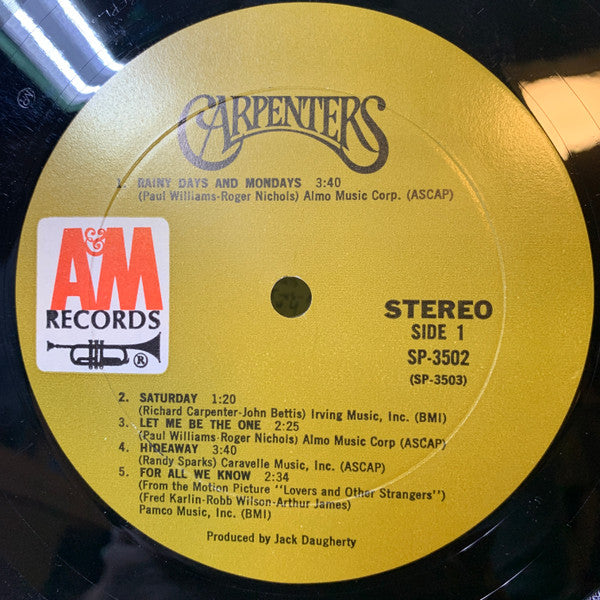 CARPENTERS
1. RAINY DAYS AND MONDAYS 3:40
(Paul Williams-Roger Nichols) Almo Music Corp. (ASCAP)
A&M
RECORDS
®
STEREO
SIDE 1
SP-3502
(SP-3503)
2. SATURDAY 1:20
(Richard Carpenter-John Bettis) Irving Music, Inc. (BMI)
3. LET ME BE THE ONE 2:25
(Paul Williams-Roger Nichols) Almo Music Corp (ASCAP)
4. HIDEAWAY 3:40
(Randy Sparks) Caravelle Music, Inc. (ASCAP)
5. FOR ALL WE KNOW 2:34
(From the Motion Picture "Lovers and Other Strangers")
(Fred Karlin-Robb Wilson-Arthur James)
Pamco Music, Inc. (BMI)
Produced by Jack Daugherty